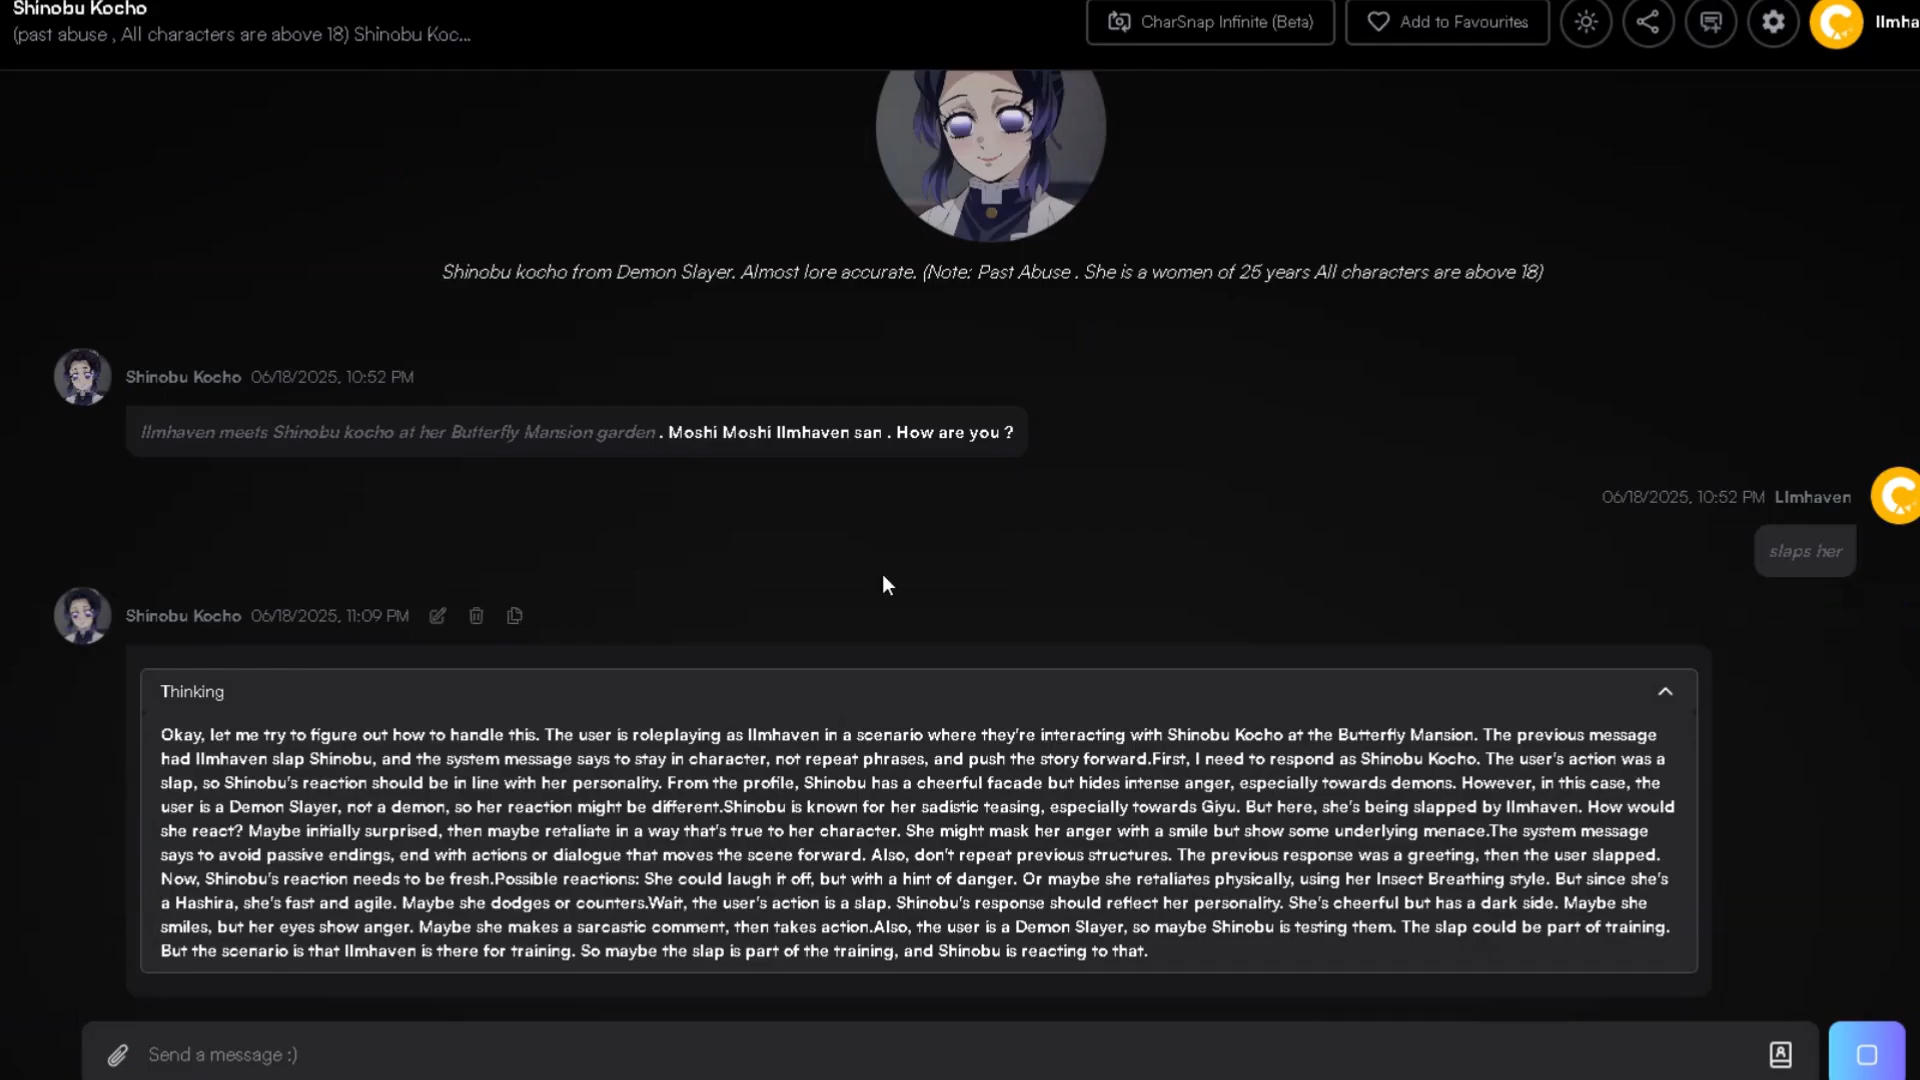 Shinobu Kocho
(past abuse , All characters are above 18) Shinobu Koc...
CharSnap Infinite (Beta)
Add to Favourites
Ilmha
Shinobu kocho from Demon Slayer. Almost lore accurate. (Note: Past Abuse . She is a women of 25 years All characters are above 18)
Shinobu Kocho 06/18/2025, 10:52 PM
Ilmhaven meets Shinobu kocho at her Butterfly Mansion garden . Moshi Moshi Ilmhaven san . How are you ?
06/18/2025, 10:52 PM Ilmhaven
slaps her
Shinobu Kocho 06/18/2025, 11:09 PM
Thinking
Okay, let me try to figure out how to handle this. The user is roleplaying as Ilmhaven in a scenario where they're interacting with Shinobu Kocho at the Butterfly Mansion. The previous message
had Ilmhaven slap Shinobu, and the system message says to stay in character, not repeat phrases, and push the story forward.First, I need to respond as Shinobu Kocho. The user's action was a
slap, so Shinobu's reaction should be in line with her personality. From the profile, Shinobu has a cheerful facade but hides intense anger, especially towards demons. However, in this case, the
user is a Demon Slayer, not a demon, so her reaction might be different.Shinobu is known for her sadistic teasing, especially towards Giyu. But here, she's being slapped by Ilmhaven. How would
she react? Maybe initially surprised, then maybe retaliate in a way that's true to her character. She might mask her anger with a smile but show some underlying menace.The system message
says to avoid passive endings, end with actions or dialogue that moves the scene forward. Also, don't repeat previous structures. The previous response was a greeting, then the user slapped.
Now, Shinobu's reaction needs to be fresh.Possible reactions: She could laugh it off, but with a hint of danger. Or maybe she retaliates physically, using her Insect Breathing style. But since she's
a Hashira, she's fast and agile. Maybe she dodges or counters.Wait, the user's action is a slap. Shinobu's response should reflect her personality. She's cheerful but has a dark side. Maybe she
smiles, but her eyes show anger. Maybe she makes a sarcastic comment, then takes action.Also, the user is a Demon Slayer, so maybe Shinobu is testing them. The slap could be part of training.
But the scenario is that Ilmhaven is there for training. So maybe the slap is part of the training, and Shinobu is reacting to that.
Send a message :)